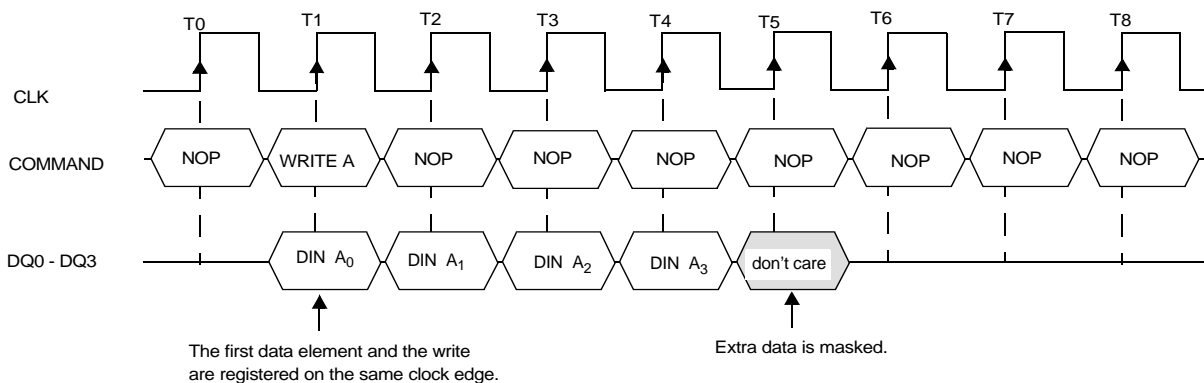 T0 T1 T2 T3 T4 T5 T6 T7 T8
CLK
COMMAND NOP WRITE A NOP NOP NOP NOP NOP NOP NOP
DQ0 - DQ3 DIN A0 DIN A1 DIN A2 DIN A3 don't care
The first data element and the write
are registered on the same clock edge.
Extra data is masked.